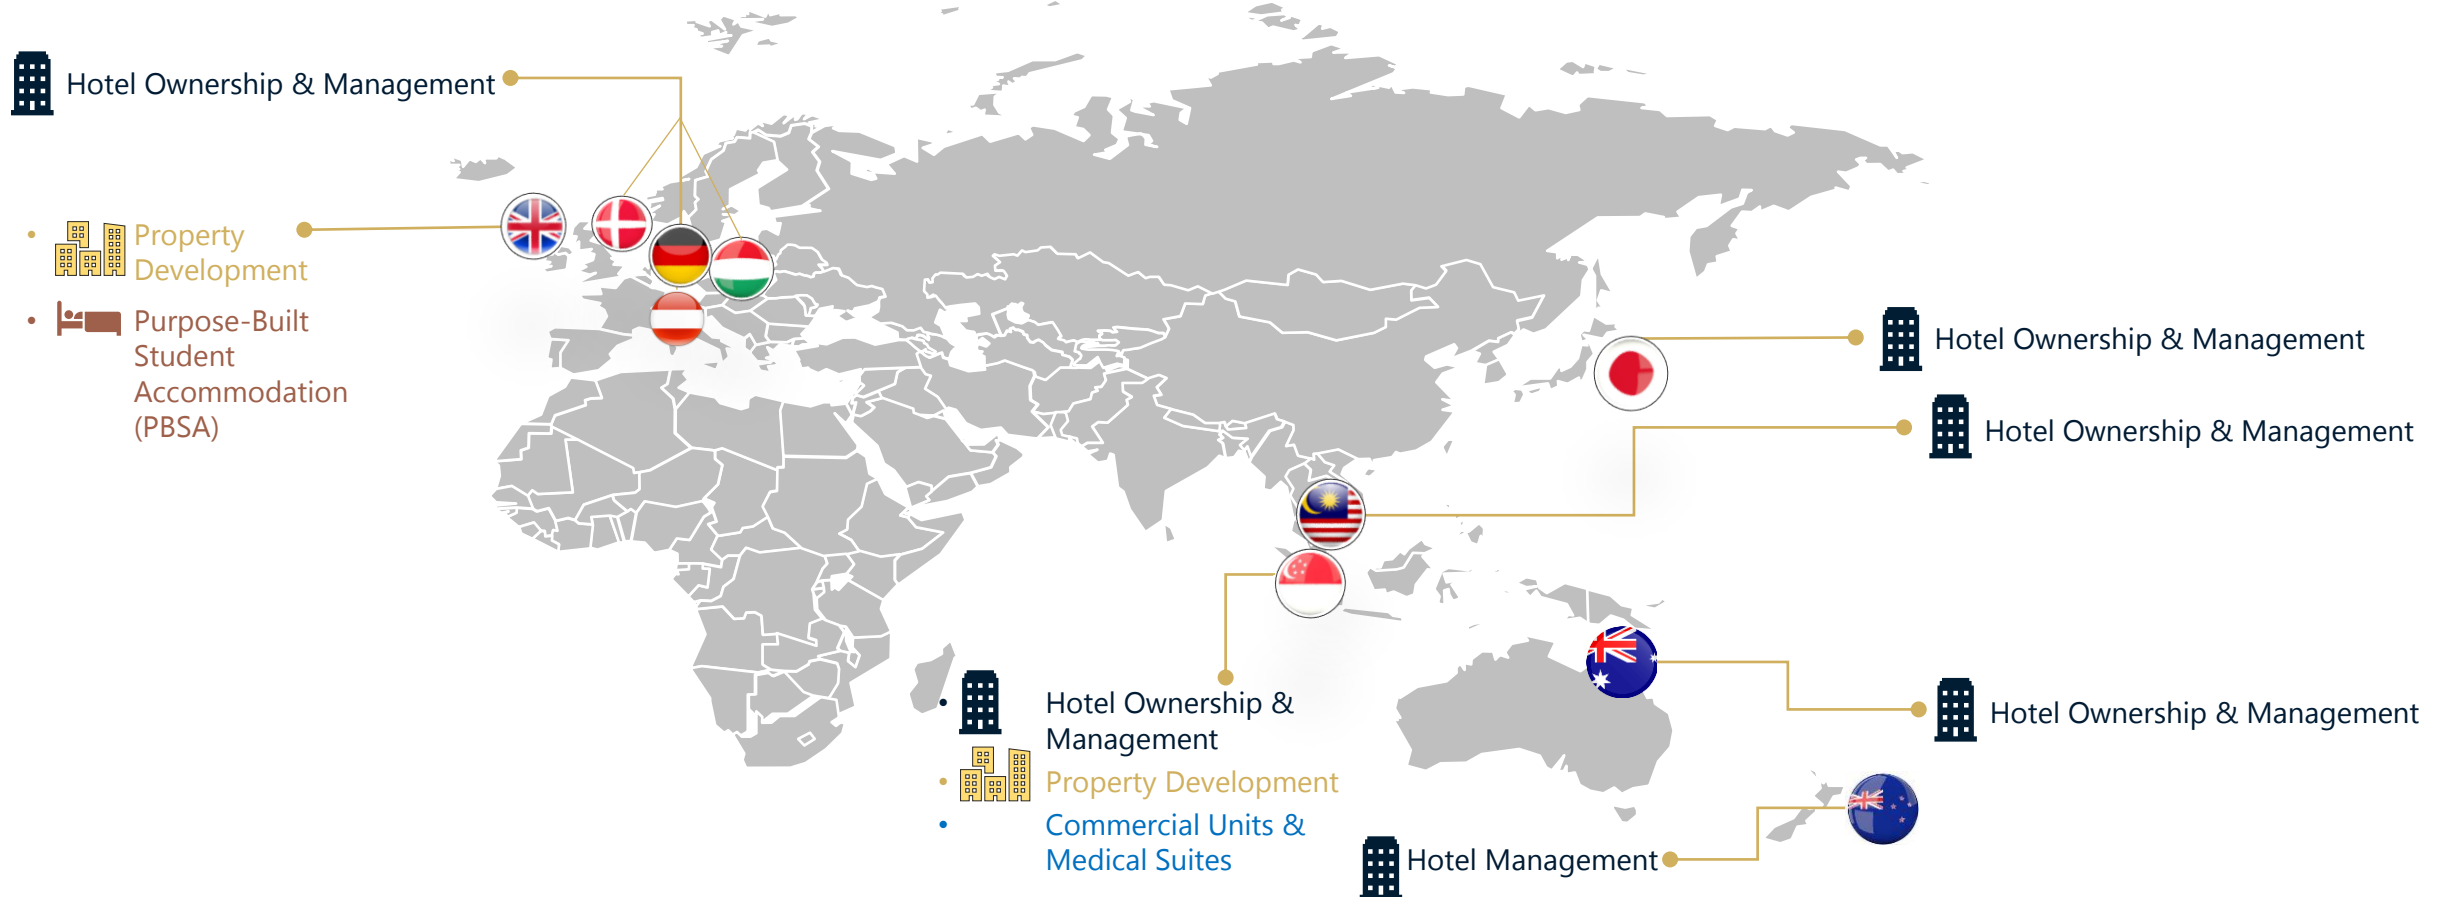 Hotel Ownership & Management
• Property
Development
• Purpose-Built
Student
Accommodation
(PBSA)
Hotel Ownership & Management
Hotel Ownership & Management
• Hotel Ownership &
Management
• Property Development
• Commercial Units &
Medical Suites
Hotel Ownership & Management
Hotel Management